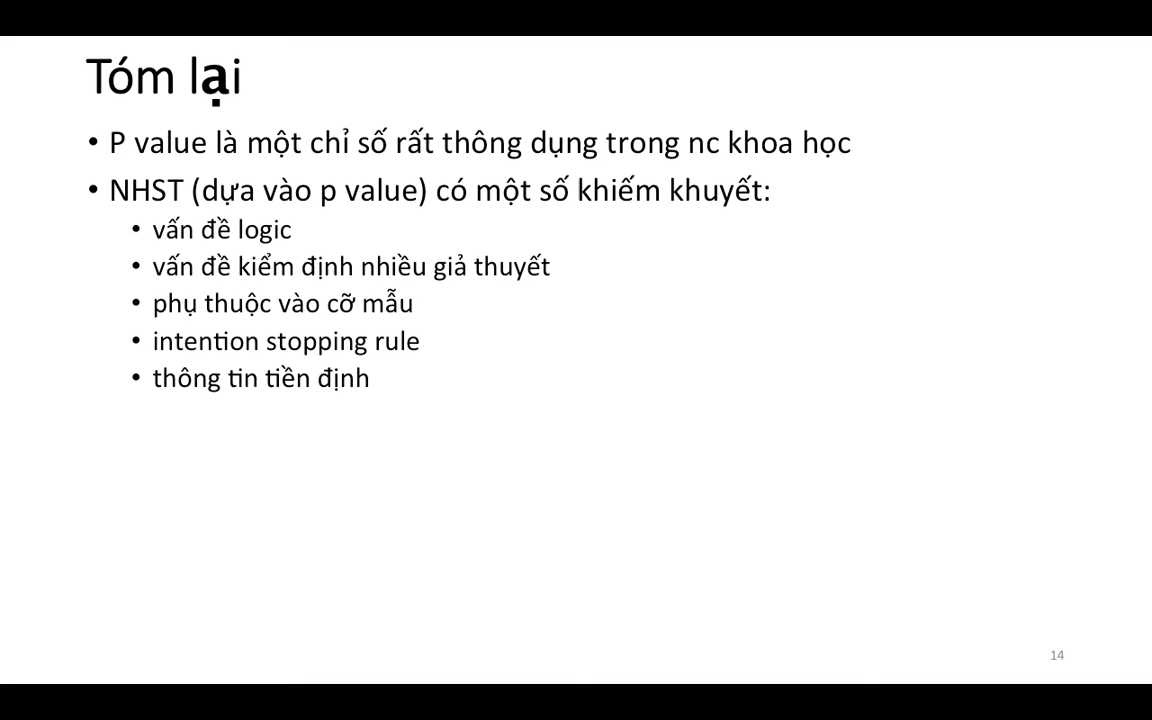 Tóm lại
• P value là một chỉ số rất thông dụng trong nc khoa học
• NHST (dựa vào p value) có một số khiếm khuyết:
• vấn đề logic
• vấn đề kiểm định nhiều giả thuyết
• phụ thuộc vào cỡ mẫu
• intention stopping rule
• thông tin tiền định
14